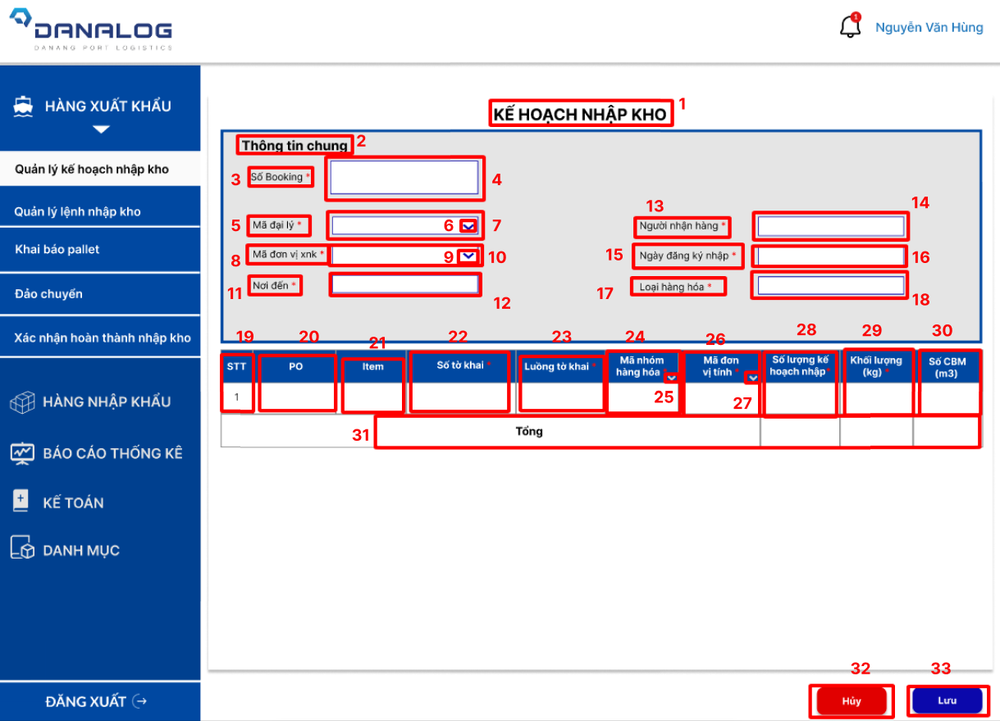 DANALOG
DANANG PORT LOGISTICS
1
Nguyễn Văn Hùng
HÀNG XUẤT KHẨU
Quản lý kế hoạch nhập kho
Quản lý lệnh nhập kho
Khai báo pallet
Đảo chuyển
Xác nhận hoàn thành nhập kho
HÀNG NHẬP KHẨU
BÁO CÁO THỐNG KÊ
KẾ TOÁN
DANH MỤC
ĐĂNG XUẤT
KẾ HOẠCH NHẬP KHO 1
Thông tin chung 2
3 Số Booking * 4
5 Mã đại lý * 6 7
13
Người nhận hàng * 14
8 Mã đơn vị xnk * 9 10
15 Ngày đăng ký nhập * 16
11 Nơi đến * 12
17 Loại hàng hóa * 18
19 20 21 22 23 24 26 28 29 30
STT PO Item Số tờ khai * Luồng tờ khai * Mã nhóm hàng hóa * Mã đơn vị tính * Số lượng kế hoạch nhập * Khối lượng (kg) * Số CBM (m3)
1 25 27
31 Tổng
32 33
Hủy Lưu